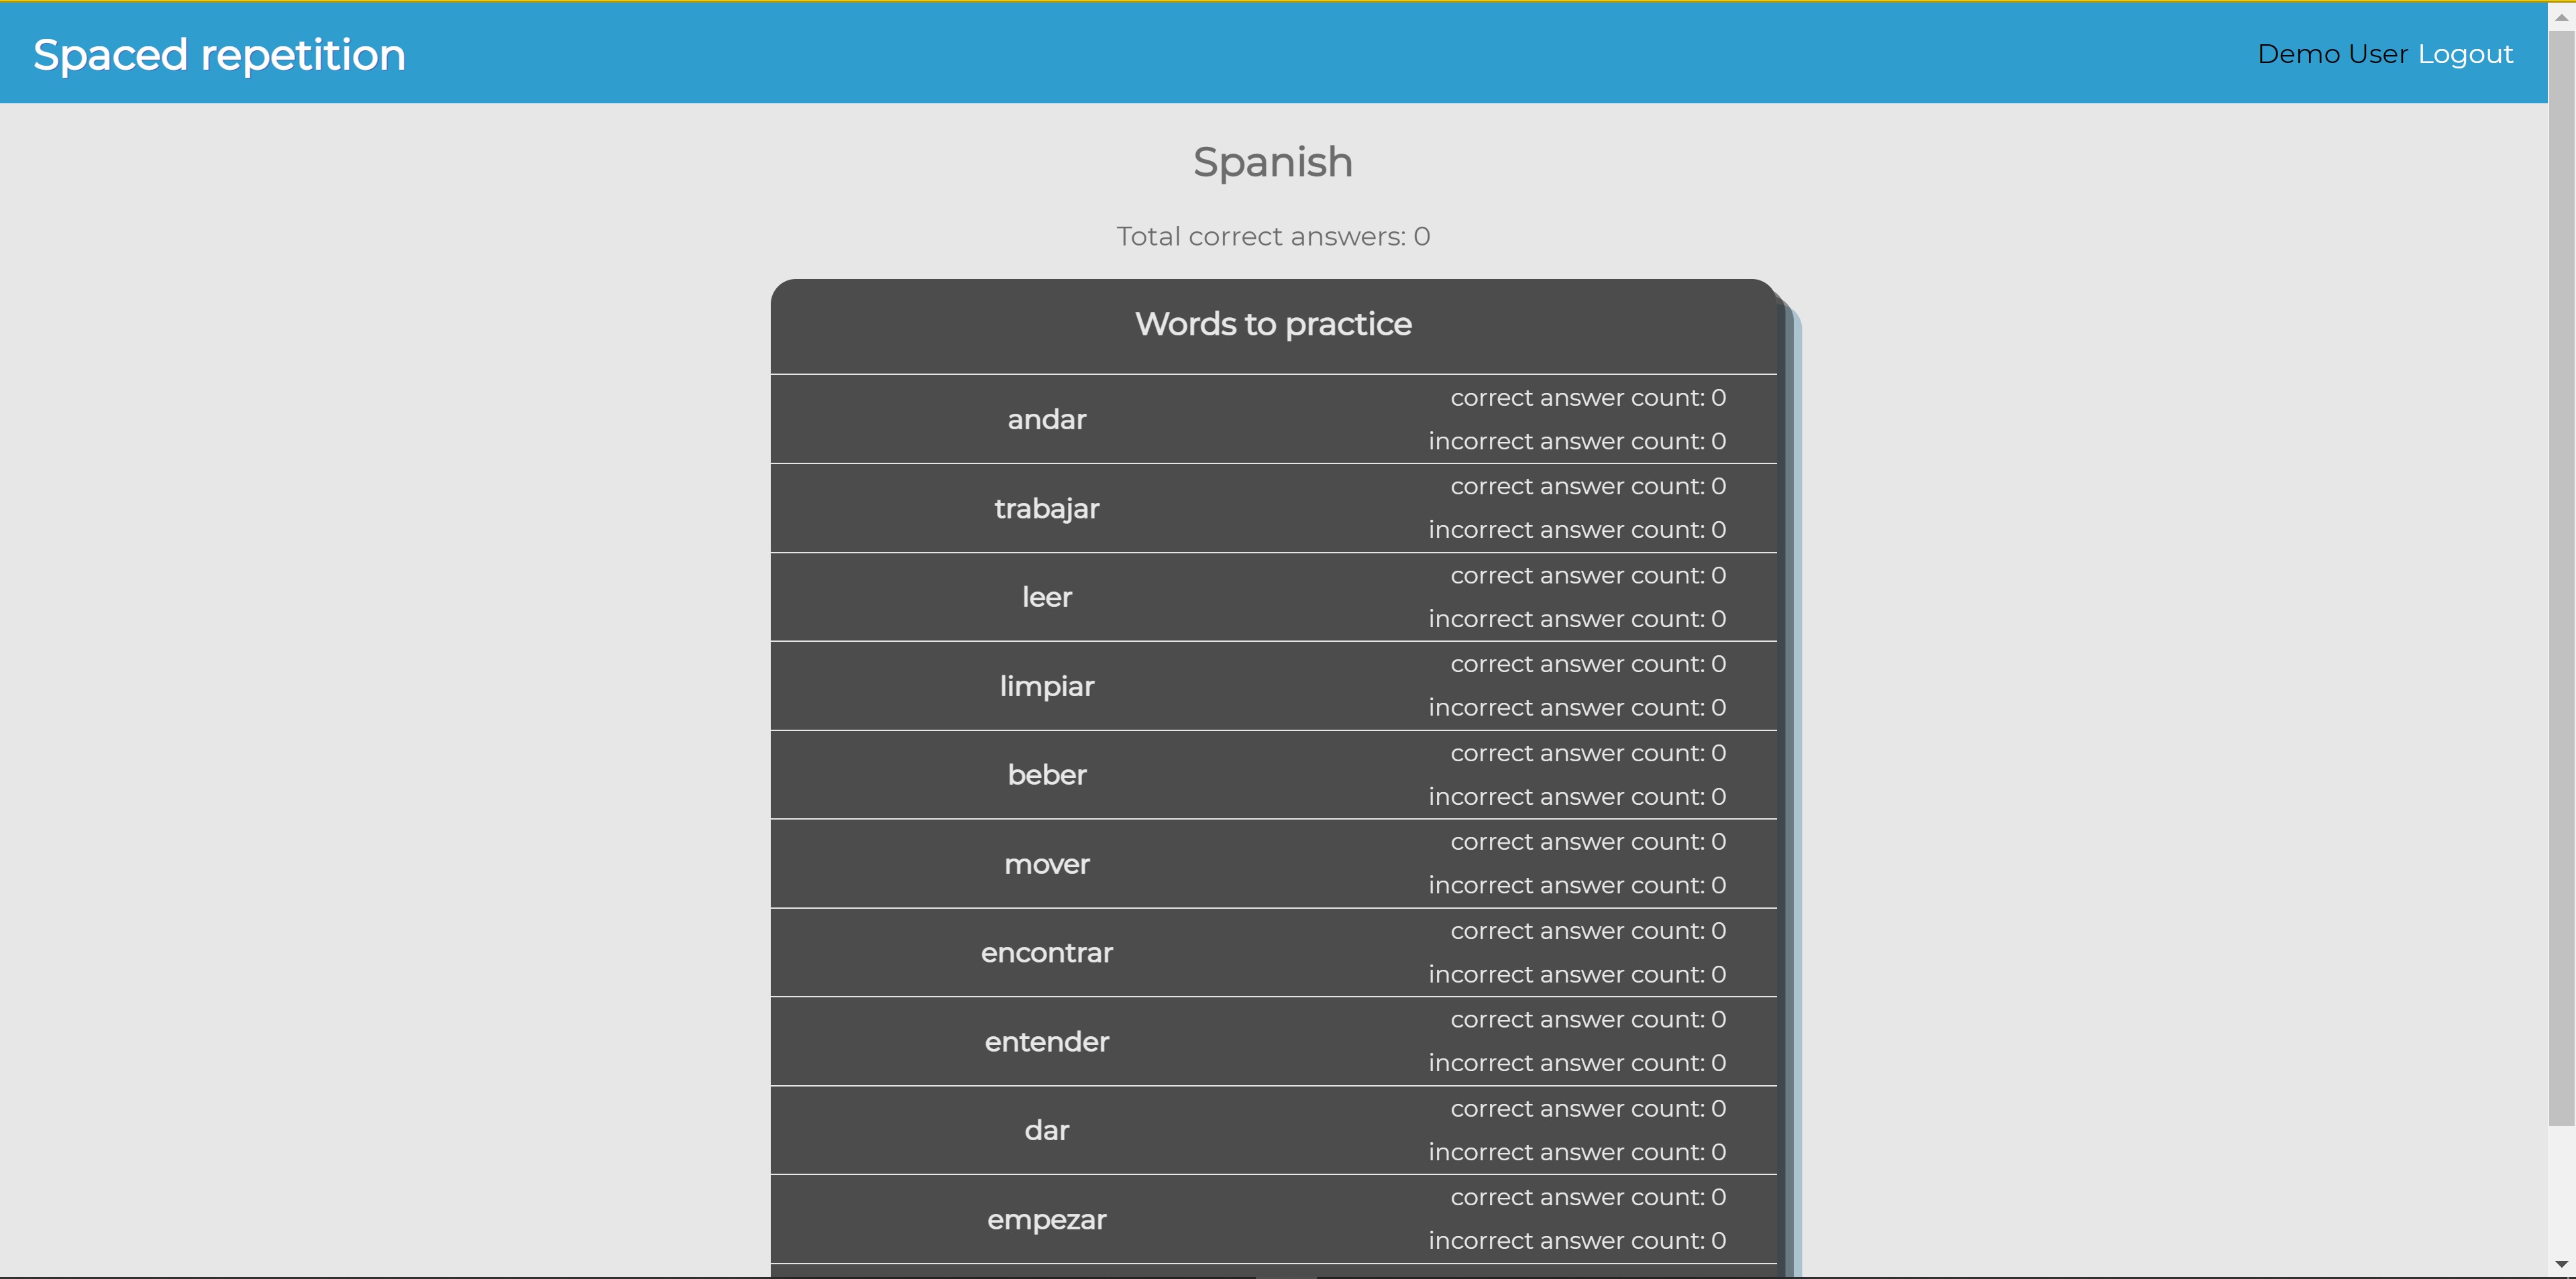 Spaced repetition
Demo User Logout
Spanish
Total correct answers: 0
Words to practice
andar
correct answer count: 0
incorrect answer count: 0
trabajar
correct answer count: 0
incorrect answer count: 0
leer
correct answer count: 0
incorrect answer count: 0
limpiar
correct answer count: 0
incorrect answer count: 0
beber
correct answer count: 0
incorrect answer count: 0
mover
correct answer count: 0
incorrect answer count: 0
encontrar
correct answer count: 0
incorrect answer count: 0
entender
correct answer count: 0
incorrect answer count: 0
dar
correct answer count: 0
incorrect answer count: 0
empezar
correct answer count: 0
incorrect answer count: 0